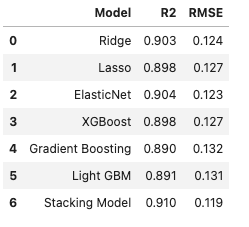 Model R2 RMSE
0 Ridge 0.903 0.124
1 Lasso 0.898 0.127
2 ElasticNet 0.904 0.123
3 XGBoost 0.898 0.127
4 Gradient Boosting 0.890 0.132
5 Light GBM 0.891 0.131
6 Stacking Model 0.910 0.119